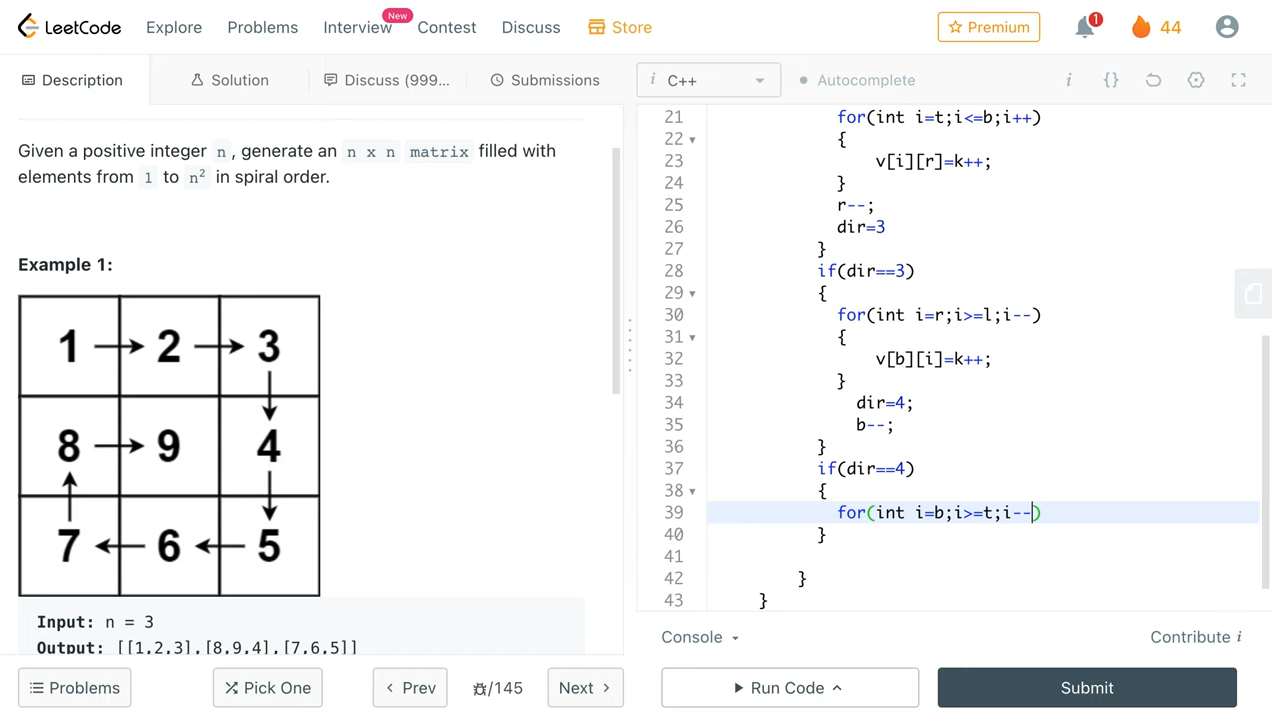 LeetCode Explore Problems Interview New Contest Discuss Store Premium 1 44
Description Solution Discuss (999... Submissions i C++ Autocomplete i {}
Given a positive integer n , generate an n x n matrix filled with
elements from 1 to n² in spiral order.
Example 1:
1 2 3
8 9 4
7 6 5
Input: n = 3
Output: [[1,2,3],[8,9,4],[7,6,5]]
21 for(int i=t;i<=b;i++)
22 {
23 v[i][r]=k++;
24 }
25 r--;
26 dir=3
27 }
28 if(dir==3)
29 {
30 for(int i=r;i>=l;i--)
31 {
32 v[b][i]=k++;
33 }
34 dir=4;
35 b--;
36 }
37 if(dir==4)
38 {
39 for(int i=b;i>=t;i--)
40 }
41
42 }
43 }
Console Contribute i
Problems Pick One Prev /145 Next Run Code Submit